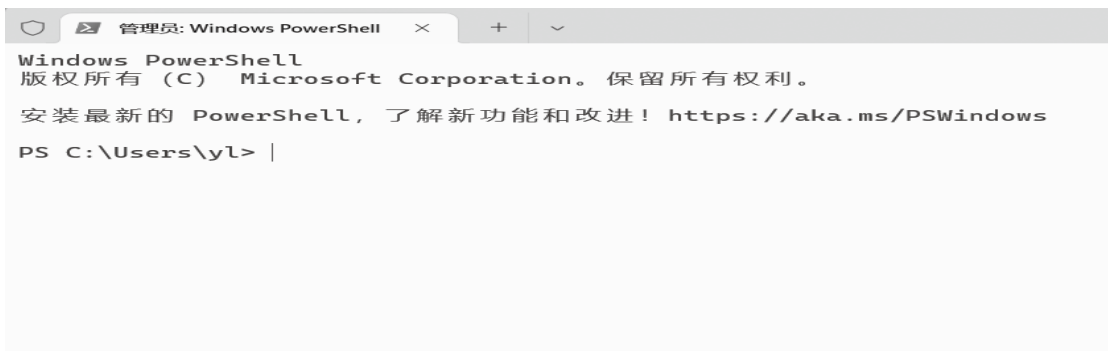 管理员: Windows PowerShell
Windows PowerShell
版权所有 (C) Microsoft Corporation。保留所有权利。
安装最新的 PowerShell，了解新功能和改进！https://aka.ms/PSWindows
PS C:\Users\yl>